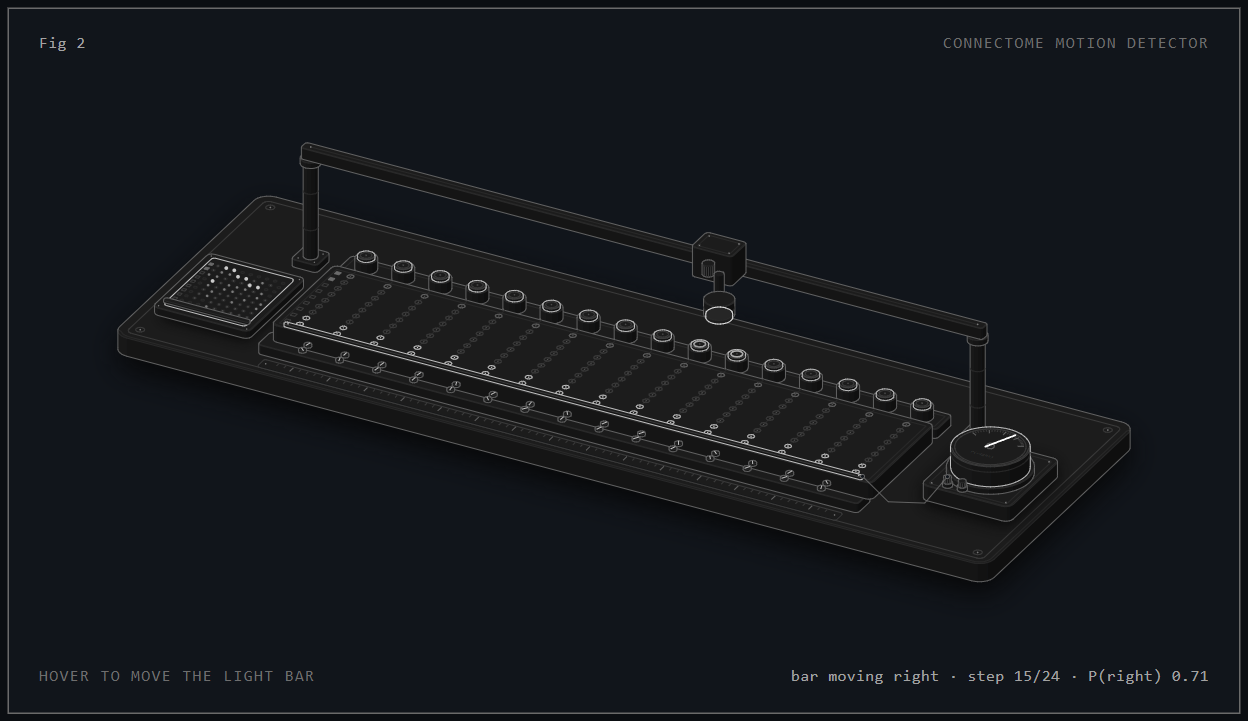 Fig 2
CONNECTOME MOTION DETECTOR
HOVER TO MOVE THE LIGHT BAR
bar moving right · step 15/24 · P(right) 0.71